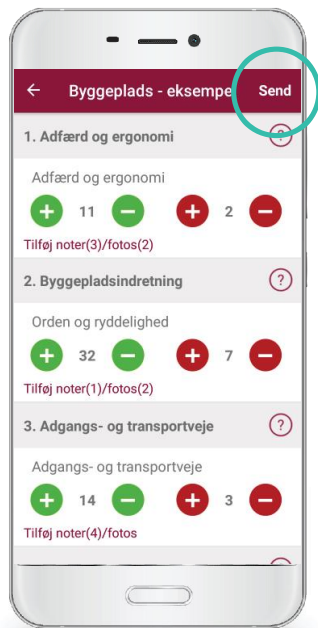 Byggeplads - eksempe
Send
1. Adfærd og ergonomi
?
Adfærd og ergonomi
+ 11 − + 2 −
Tilføj noter(3)/fotos(2)
2. Byggepladsindretning
?
Orden og ryddelighed
+ 32 − + 7 −
Tilføj noter(1)/fotos(2)
3. Adgangs- og transportveje
?
Adgangs- og transportveje
+ 14 − + 3 −
Tilføj noter(4)/fotos